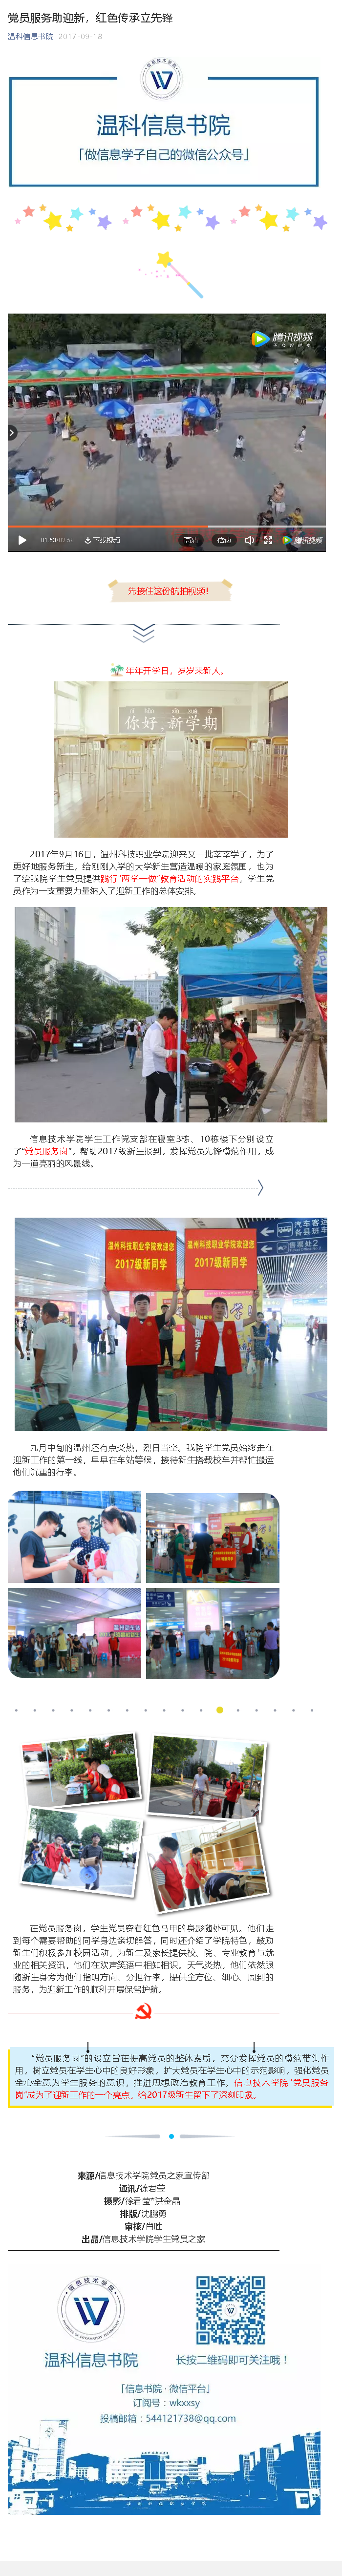 党员服务助迎新，红色传承立先锋
温科信息书院 2017-09-18
温科信息书院
「做信息学子自己的微信公众号」
腾讯视频
01:53/02:59 下载视频 高清 倍速 腾讯视频
先接住这份航拍视频!
年年开学日，岁岁来新人。
你好,新学期
2017年9月16日，温州科技职业学院迎来又一批莘莘学子，为了
更好地服务新生，给刚刚入学的大学新生营造温暖的家庭氛围，也为
了给我院学生党员提供践行“两学一做”教育活动的实践平台，学生党
员作为一支重要力量纳入了迎新工作的总体安排。
信息技术学院学生工作党支部在寝室3栋、10栋楼下分别设立
了“党员服务岗”，帮助2017级新生报到，发挥党员先锋模范作用，成
为一道亮丽的风景线。
温州科技职业学院欢迎您
2017级新同学
温州科技职业学院欢迎您
2017级新同学
九月中旬的温州还有点炎热，烈日当空。我院学生党员始终走在
迎新工作的第一线，早早在车站等候，接待新生搭载校车并帮忙搬运
他们沉重的行李。
在党员服务岗，学生党员穿着红色马甲的身影随处可见。他们走
到每个需要帮助的同学身边亲切解答，同时还介绍了学院特色，鼓励
新生们积极参加校园活动，为新生及家长提供校、院、专业教育与就
业的相关资讯，他们在欢声笑语中相知相识。天气炎热，他们依然跟
随新生身旁为他们指明方向、分担行李，提供全方位、细心、周到的
服务，为迎新工作的顺利开展保驾护航。
“党员服务岗”的设立旨在提高党员的整体素质，充分发挥党员的模范带头作
用，树立党员在学生心中的良好形象，扩大党员在学生心中的示范影响，强化党员
全心全意为学生服务的意识，推进思想政治教育工作。信息技术学院“党员服务
岗”成为了迎新工作的一个亮点，给2017级新生留下了深刻印象。
来源/信息技术学院党员之家宣传部
通讯/徐君莹
摄影/徐君莹*洪金晶
排版/沈鹏勇
审核/肖胜
出品/信息技术学院学生党员之家
温科信息书院
长按二维码即可关注哦！
「信息书院 · 微信平台」
订阅号：wkxxsy
投稿邮箱：544121738@qq.com